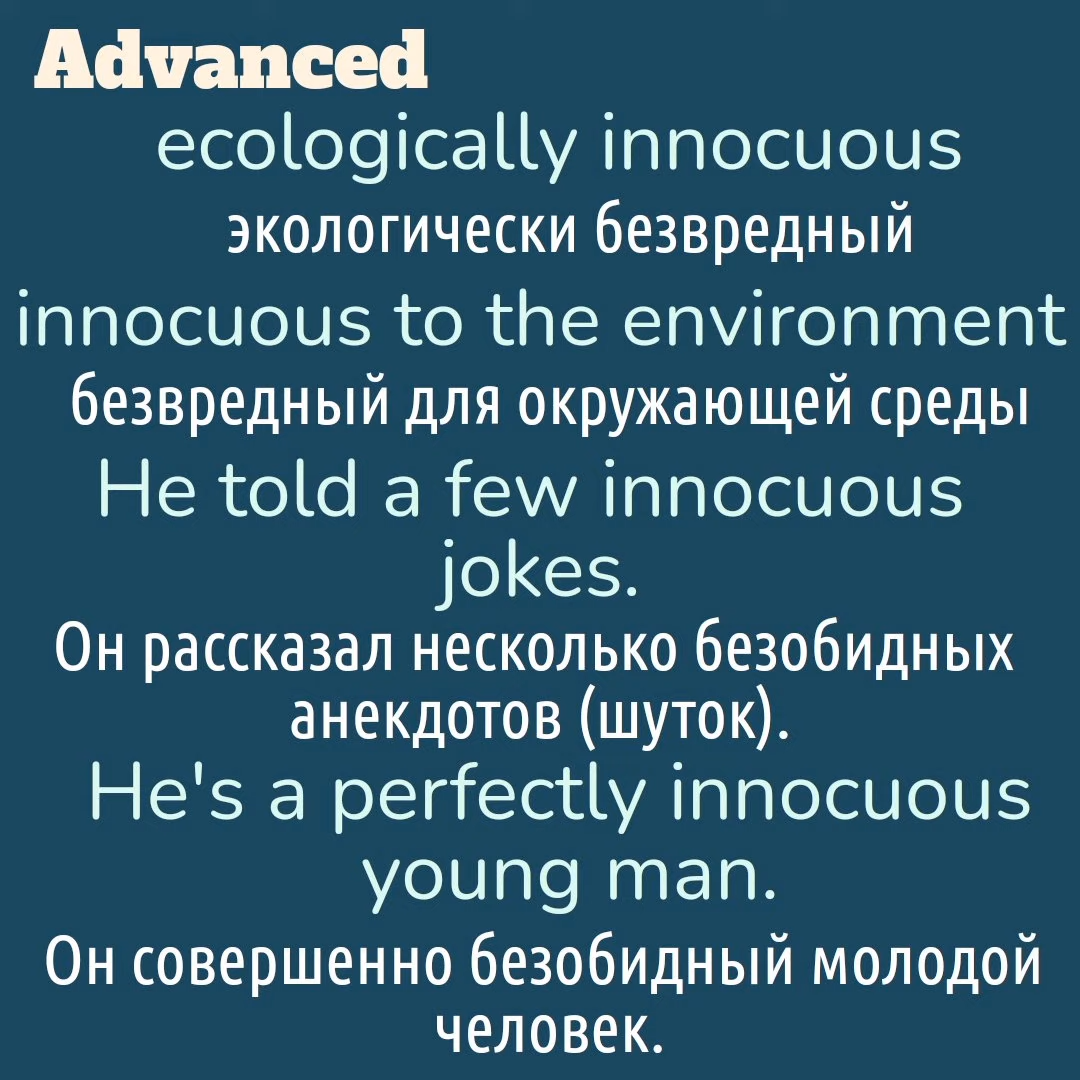 Advanced
ecologically innocuous
экологически безвредный
innocuous to the environment
безвредный для окружающей среды
He told a few innocuous
jokes.
Он рассказал несколько безобидных
анекдотов (шуток).
He's a perfectly innocuous
young man.
Он совершенно безобидный молодой
человек.